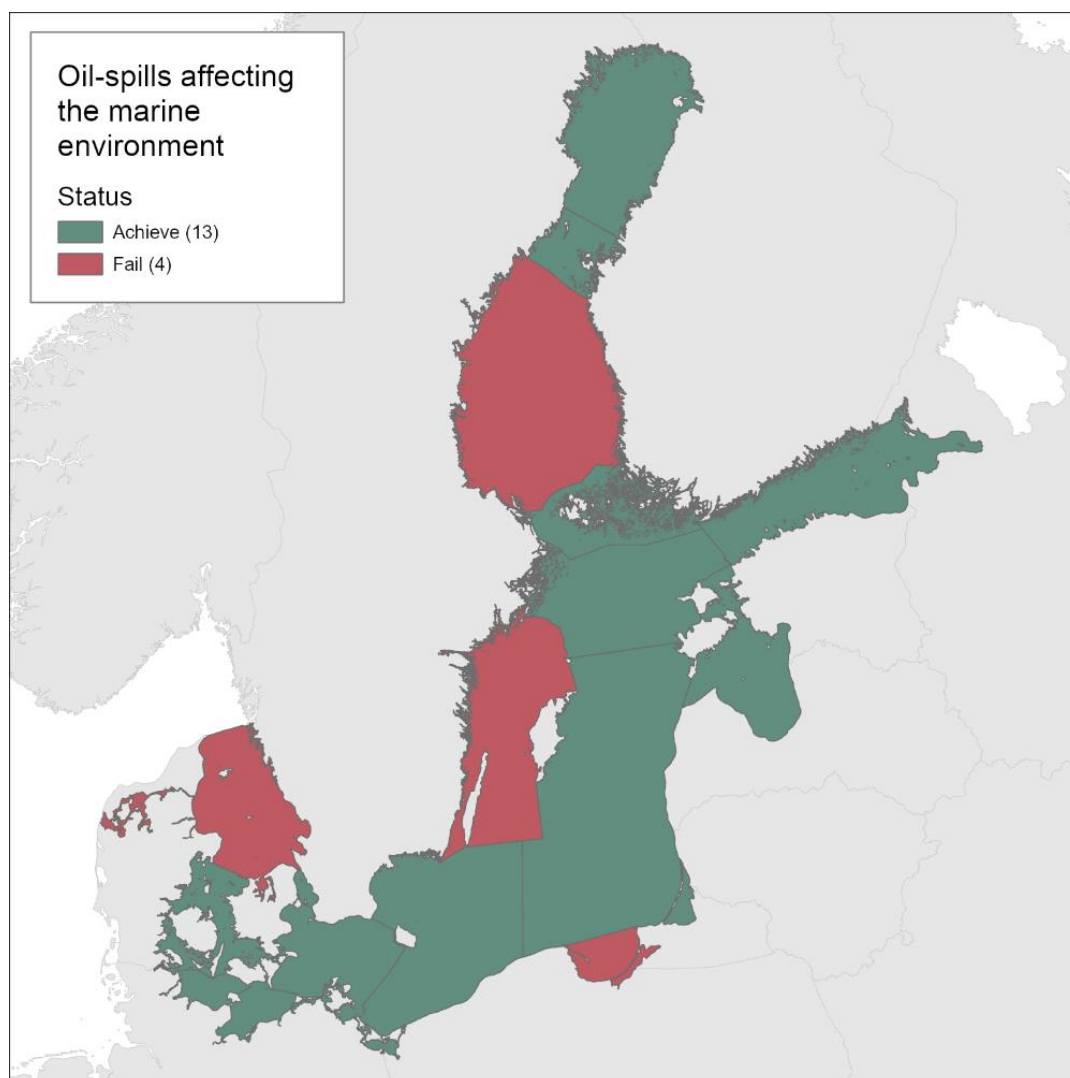 Oil-spills affecting
the marine
environment
Status
Achieve (13)
Fail (4)